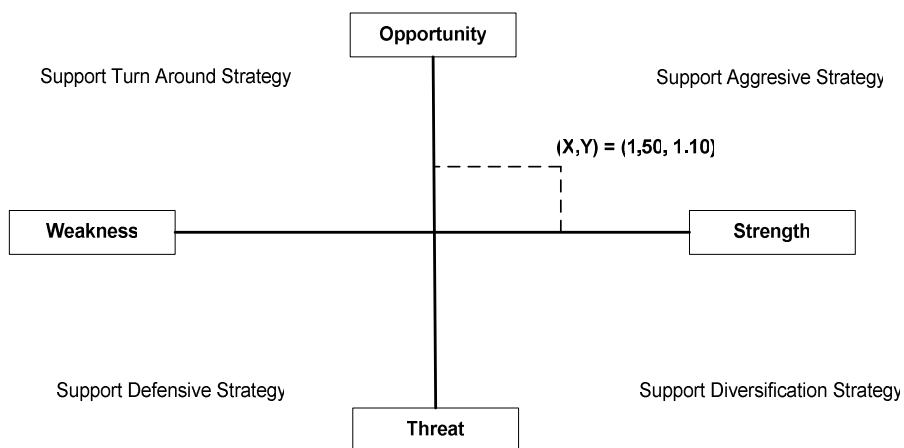 Opportunity
Support Turn Around Strategy
Support Aggresive Strategy
(X,Y) = (1,50, 1.10)
Weakness
Strength
Support Defensive Strategy
Support Diversification Strategy
Threat